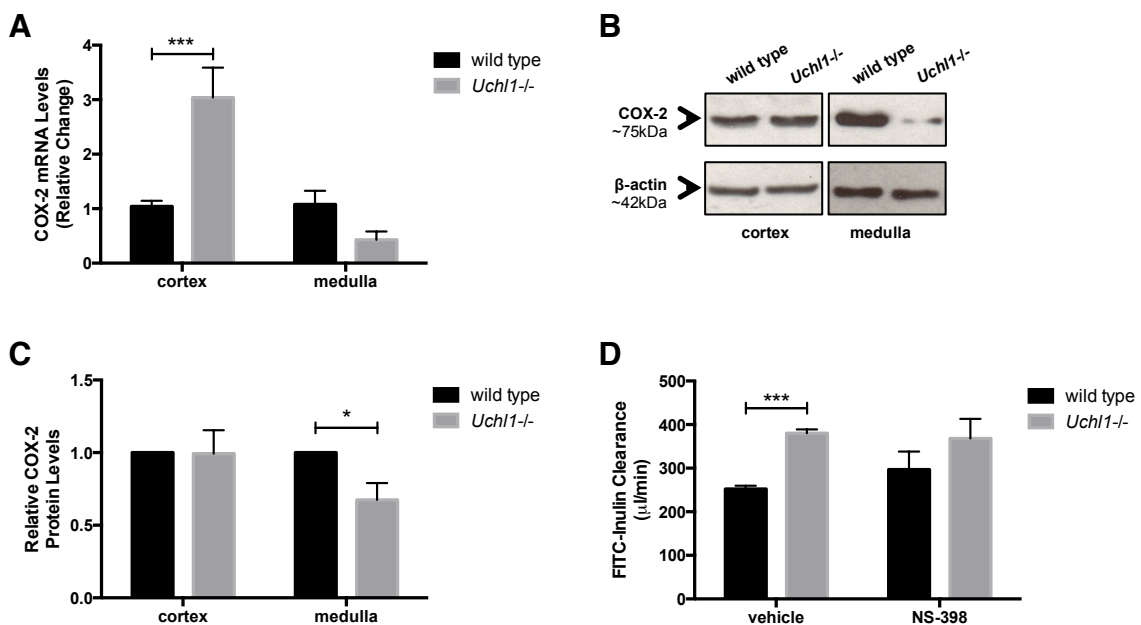 A
COX-2 mRNA Levels
(Relative Change)
4
3
2
1
0
***
cortex
medulla
wild type
Uchl1-/-
B
wild type
Uchl1-/-
wild type
Uchl1-/-
COX-2
~75kDa
β-actin
~42kDa
cortex
medulla
C
Relative COX-2
Protein Levels
1.5
1.0
0.5
0.0
*
cortex
medulla
wild type
Uchl1-/-
D
FITC-Inulin Clearance
(μl/min)
500
400
300
200
100
0
***
vehicle
NS-398
wild type
Uchl1-/-